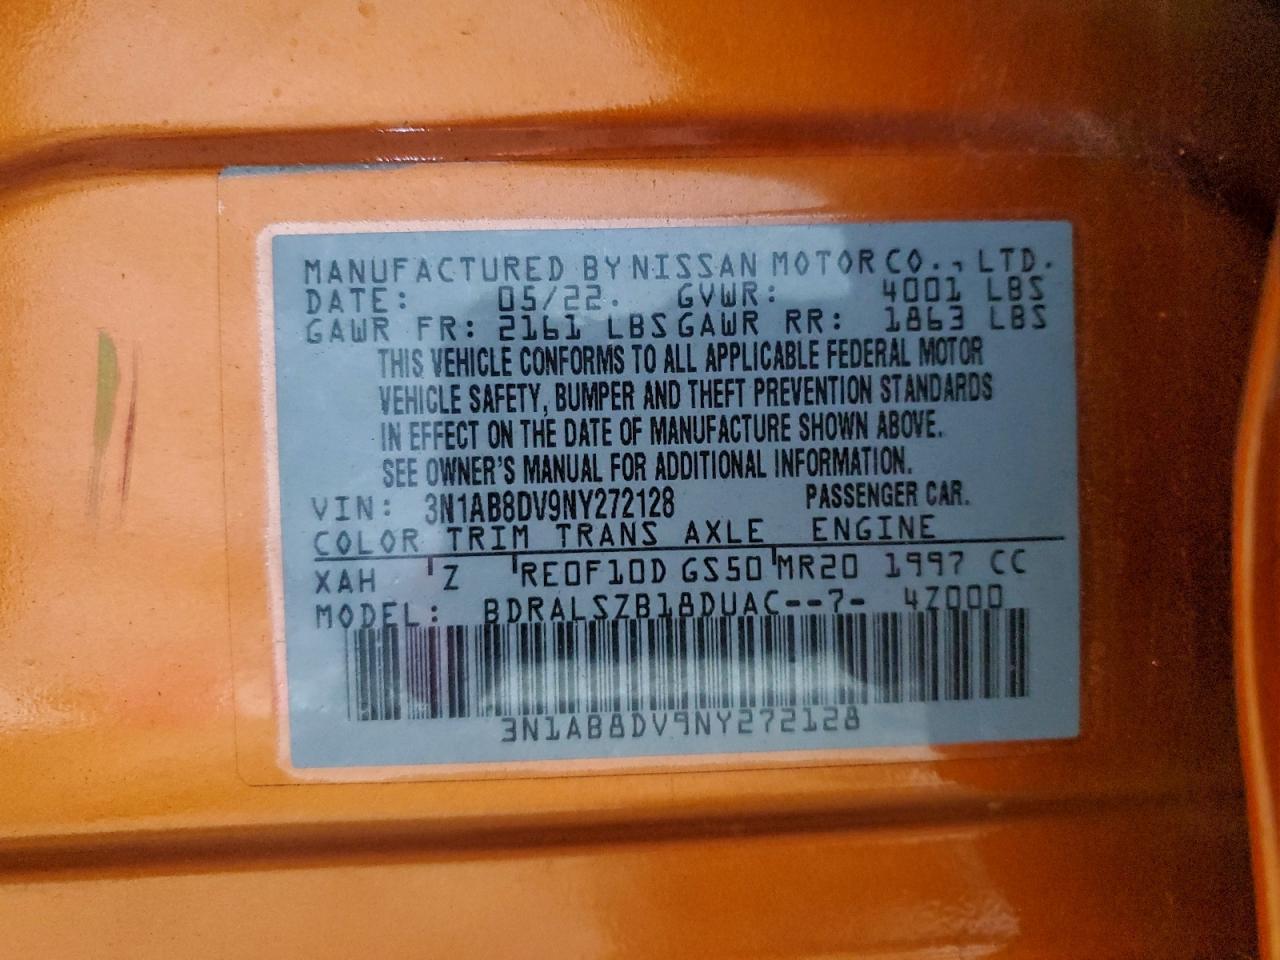 MANUFACTURED BY NISSAN MOTOR CO., LTD.
DATE: 05/22. GVWR: 4001 LBS
GAWR FR: 2161 LBS GAWR RR: 1863 LBS
THIS VEHICLE CONFORMS TO ALL APPLICABLE FEDERAL MOTOR
VEHICLE SAFETY, BUMPER AND THEFT PREVENTION STANDARDS
IN EFFECT ON THE DATE OF MANUFACTURE SHOWN ABOVE.
SEE OWNER'S MANUAL FOR ADDITIONAL INFORMATION.
VIN: 3N1AB8DV9NY272128 PASSENGER CAR.
COLOR TRIM TRANS AXLE ENGINE
XAH Z RE0F10D GS50 MR20 1997 CC
MODEL: BDRALSZB18DUAC--7- 4Z000
3N1AB8DV9NY272128